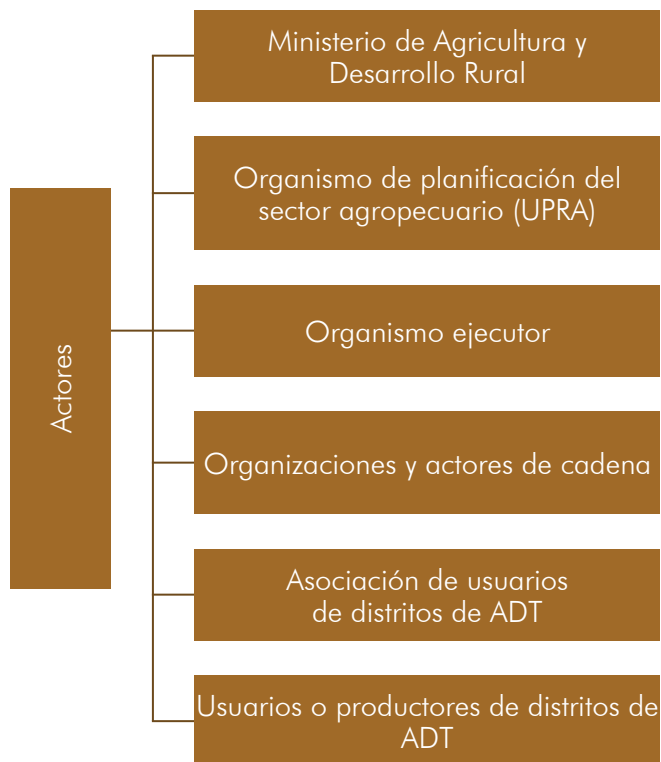 Actores
Ministerio de Agricultura y
Desarrollo Rural
Organismo de planificación del
sector agropecuario (UPRA)
Organismo ejecutor
Organizaciones y actores de cadena
Asociación de usuarios
de distritos de ADT
Usuarios o productores de distritos de
ADT